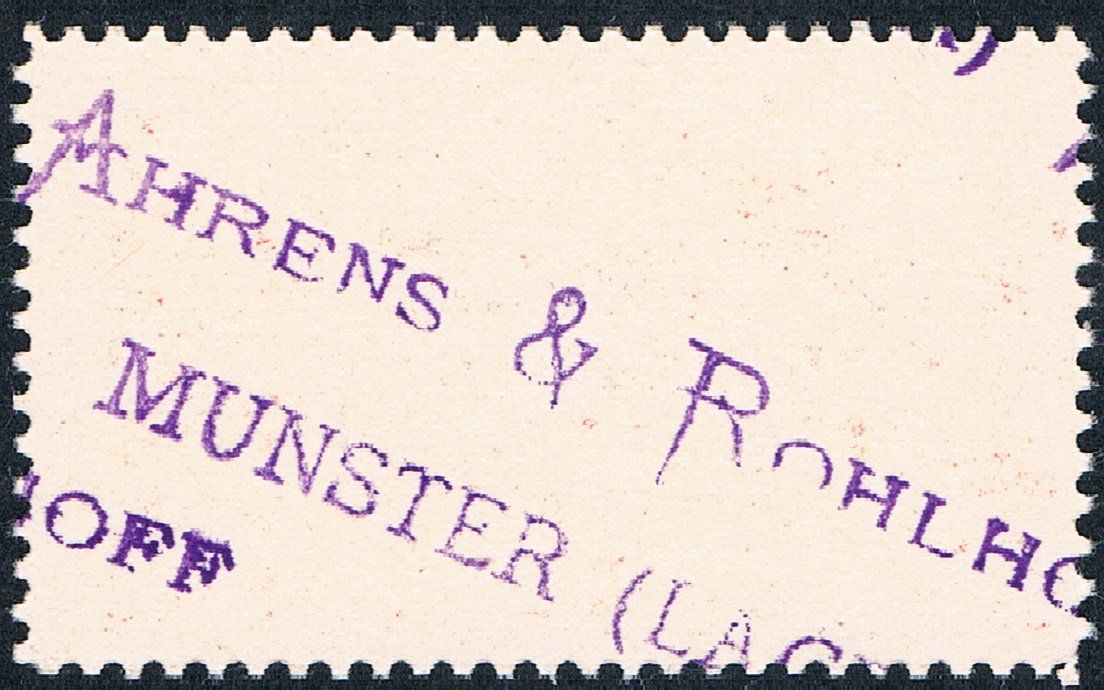 AHRENS & ROHLHO
MUNSTER (LAG
OFF